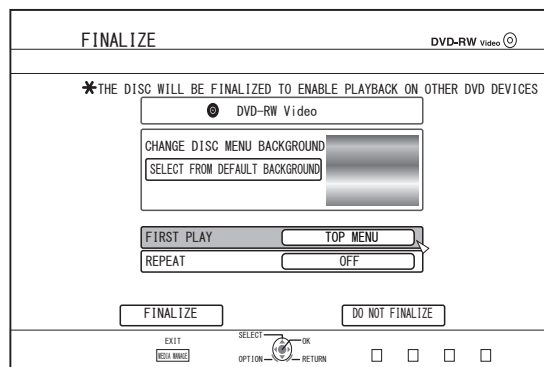 FINALIZE
DVD-RW Video
✱THE DISC WILL BE FINALIZED TO ENABLE PLAYBACK ON OTHER DVD DEVICES
DVD-RW Video
CHANGE DISC MENU BACKGROUND
SELECT FROM DEFAULT BACKGROUND
FIRST PLAY TOP MENU
REPEAT OFF
FINALIZE DO NOT FINALIZE
EXIT
MEDIA MANAGE
SELECT OK
OPTION RETURN